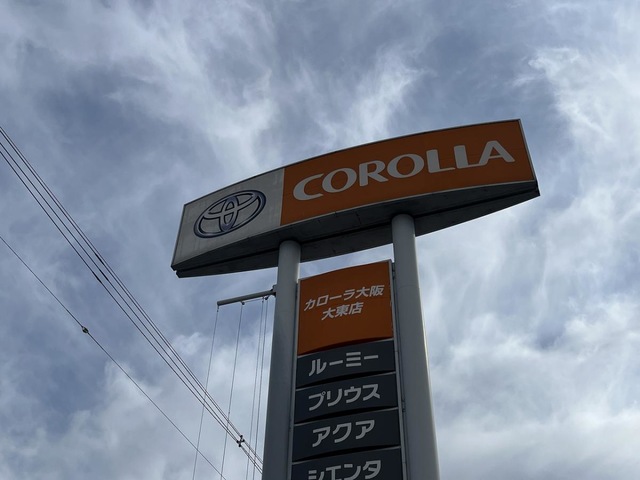 COROLLA
カローラ大阪
大東店
ルーミー
プリウス
アクア
シエンタ